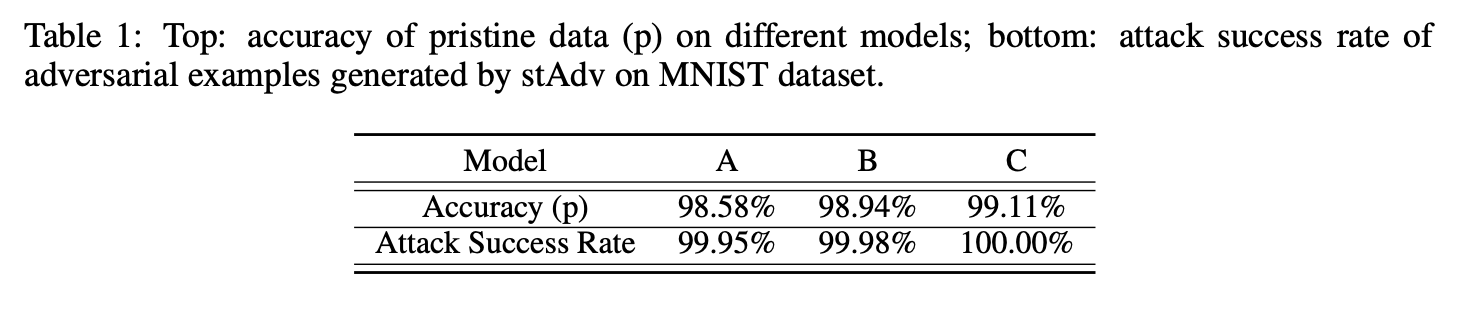 Table 1: Top: accuracy of pristine data (p) on different models; bottom: attack success rate of
adversarial examples generated by stAdv on MNIST dataset.
Model A B C
Accuracy (p) 98.58% 98.94% 99.11%
Attack Success Rate 99.95% 99.98% 100.00%